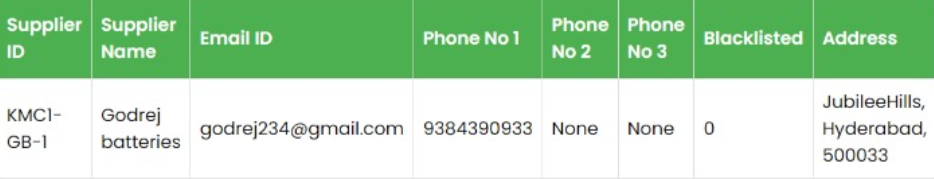 Supplier ID
Supplier Name
Email ID
Phone No 1
Phone No 2
Phone No 3
Blacklisted
Address
KMC1-
GB-1
Godrej
batteries
godrej234@gmail.com
9384390933
None
None
0
JubileeHills,
Hyderabad,
500033